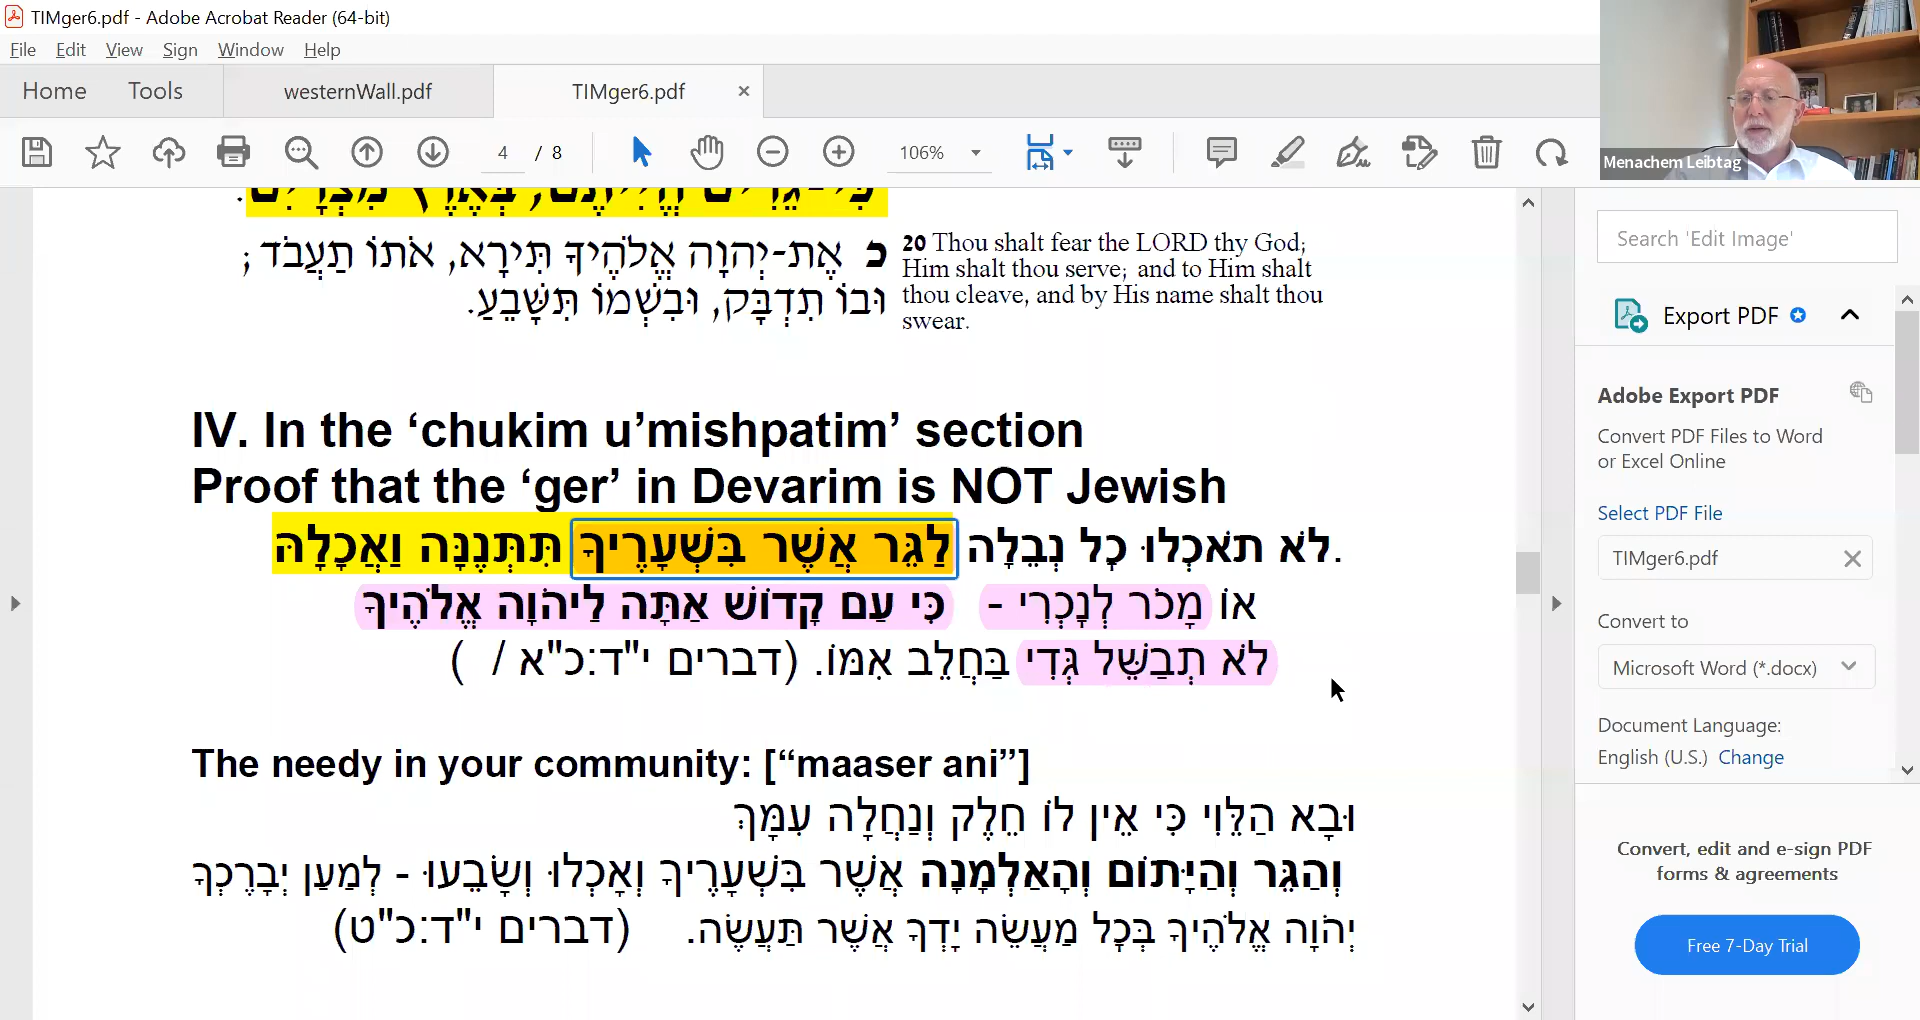 TIMger6.pdf - Adobe Acrobat Reader (64-bit)
File Edit View Sign Window Help
Home Tools westernWall.pdf TIMger6.pdf ×
4 / 8 106%
Menachem Leibtag
כִּי-גֵרִים הֱיִיתֶם, בְּאֶרֶץ מִצְרָיִם.
כ אֶת-יְהוָה אֱלֹהֶיךָ תִּירָא, אֹתוֹ תַעֲבֹד;
וּבוֹ תִדְבָּק, וּבִשְׁמוֹ תִּשָּׁבֵעַ.
20 Thou shalt fear the LORD thy God;
Him shalt thou serve; and to Him shalt
thou cleave, and by His name shalt thou
swear.
IV. In the ‘chukim u’mishpatim’ section
Proof that the ‘ger’ in Devarim is NOT Jewish
לֹא תֹאכְלוּ כָל נְבֵלָה לַגֵּר אֲשֶׁר בִּשְׁעָרֶיךָ תִּתְּנֶנָּה וַאֲכָלָהּ.
אוֹ מָכֹר לְנָכְרִי - כִּי עַם קָדוֹשׁ אַתָּה לַיהֹוָה אֱלֹהֶיךָ
לֹא תְבַשֵּׁל גְּדִי בַּחֲלֵב אִמּוֹ. (דברים י"ד:כ"א / )
The needy in your community: [“maaser ani”]
וּבָא הַלֵּוִי כִּי אֵין לוֹ חֵלֶק וְנַחֲלָה עִמָּךְ
וְהַגֵּר וְהַיָּתוֹם וְהָאַלְמָנָה אֲשֶׁר בִּשְׁעָרֶיךָ וְאָכְלוּ וְשָׂבֵעוּ - לְמַעַן יְבָרֶכְךָ
יְהֹוָה אֱלֹהֶיךָ בְּכָל מַעֲשֵׂה יָדְךָ אֲשֶׁר תַּעֲשֶׂה. (דברים י"ד:כ"ט)
Search 'Edit Image'
Export PDF
Adobe Export PDF
Convert PDF Files to Word
or Excel Online
Select PDF File
TIMger6.pdf
Convert to
Microsoft Word (*.docx)
Document Language:
English (U.S.) Change
Convert, edit and e-sign PDF
forms & agreements
Free 7-Day Trial